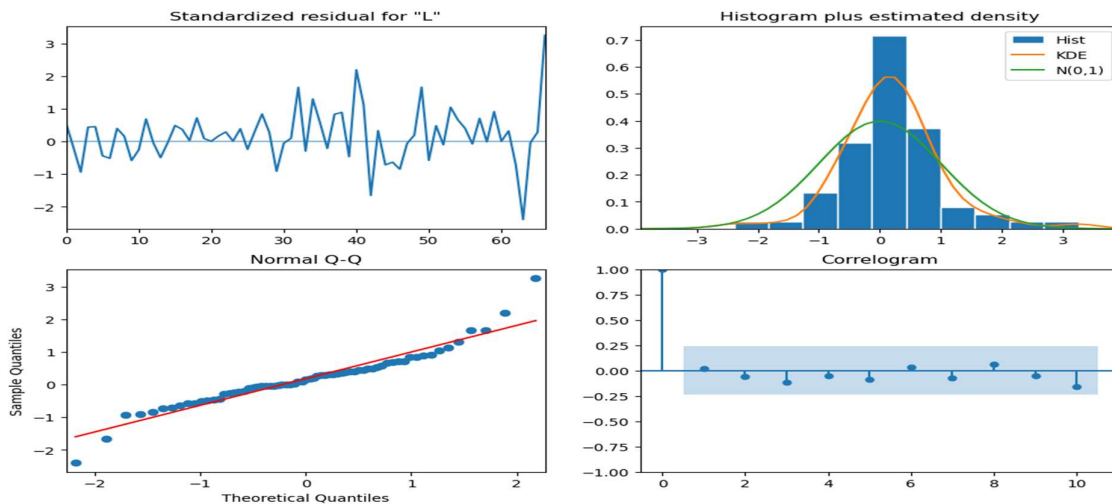 Standardized residual for "L"
3
2
1
0
−1
−2
0 10 20 30 40 50 60
Histogram plus estimated density
0.7
0.6
0.5
0.4
0.3
0.2
0.1
0.0
Hist
KDE
N(0,1)
−3 −2 −1 0 1 2 3
Normal Q-Q
Sample Quantiles
3
2
1
0
−1
−2
−2 −1 0 1 2
Theoretical Quantiles
Correlogram
1.00
0.75
0.50
0.25
0.00
−0.25
−0.50
−0.75
−1.00
0 2 4 6 8 10